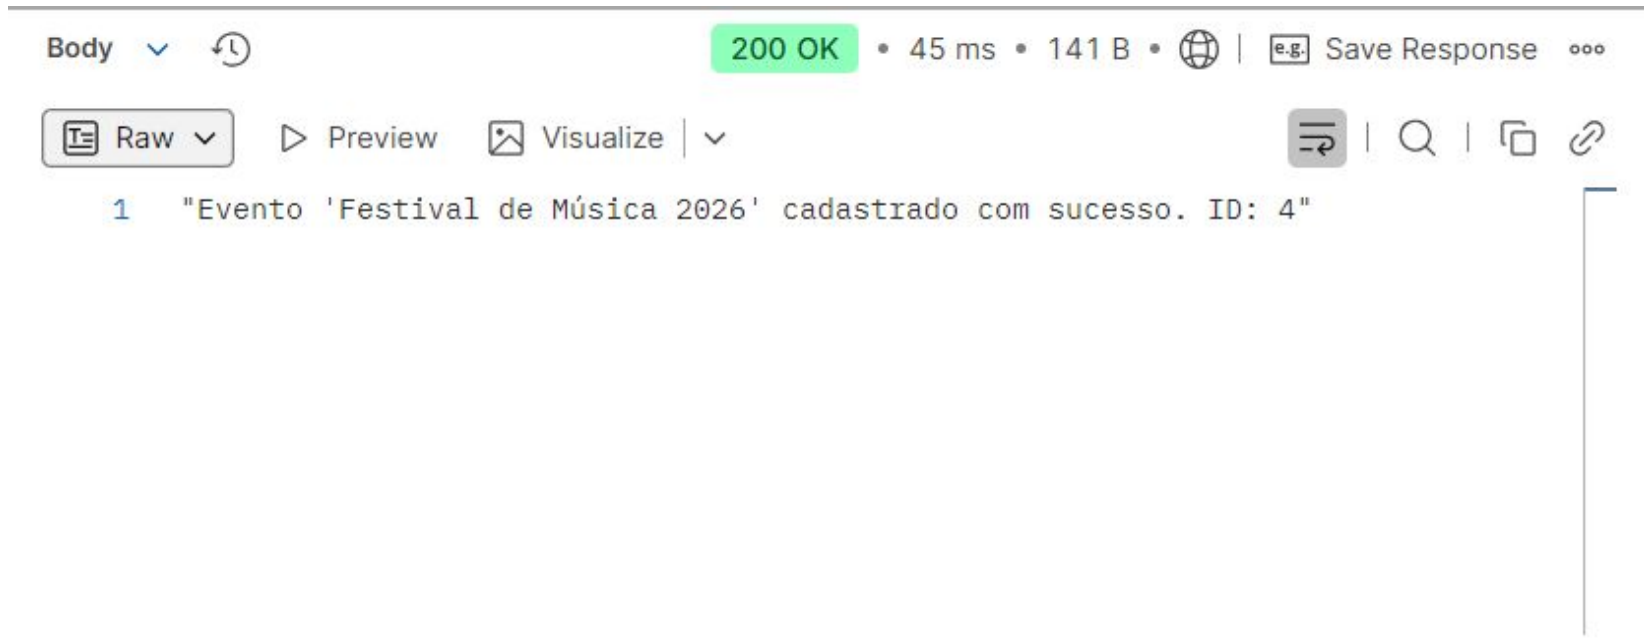 Body
200 OK • 45 ms • 141 B • e.g. Save Response
Raw Preview Visualize
1 "Evento 'Festival de Música 2026' cadastrado com sucesso. ID: 4"